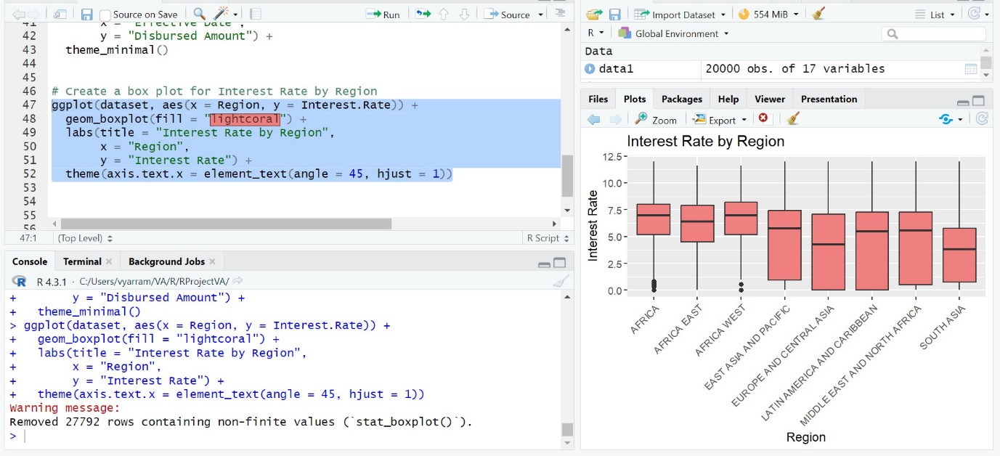 Source on Save
Run
Source
41 x = "Effective Date",
42 y = "Disbursed Amount") +
43 theme_minimal()
44
45
46 # Create a box plot for Interest Rate by Region
47 ggplot(dataset, aes(x = Region, y = Interest.Rate)) +
48 geom_boxplot(fill = "lightcoral") +
49 labs(title = "Interest Rate by Region",
50 x = "Region",
51 y = "Interest Rate") +
52 theme(axis.text.x = element_text(angle = 45, hjust = 1))
53
54
55
56
47:1 (Top Level) R Script
Console Terminal Background Jobs
R R 4.3.1 · C:/Users/vyarram/VA/R/RProjectVA/
+ y = "Disbursed Amount") +
+ theme_minimal()
> ggplot(dataset, aes(x = Region, y = Interest.Rate)) +
+ geom_boxplot(fill = "lightcoral") +
+ labs(title = "Interest Rate by Region",
+ x = "Region",
+ y = "Interest Rate") +
+ theme(axis.text.x = element_text(angle = 45, hjust = 1))
Warning message:
Removed 27792 rows containing non-finite values (`stat_boxplot()`).
>
Import Dataset 554 MiB List
R Global Environment
Data
data1 20000 obs. of 17 variables
Files Plots Packages Help Viewer Presentation
Zoom Export
Interest Rate by Region
12.5
10.0
7.5
5.0
2.5
0.0
Interest Rate
AFRICA
AFRICA EAST
AFRICA WEST
EAST ASIA AND PACIFIC
EUROPE AND CENTRAL ASIA
LATIN AMERICA AND CARIBBEAN
MIDDLE EAST AND NORTH AFRICA
SOUTH ASIA
Region